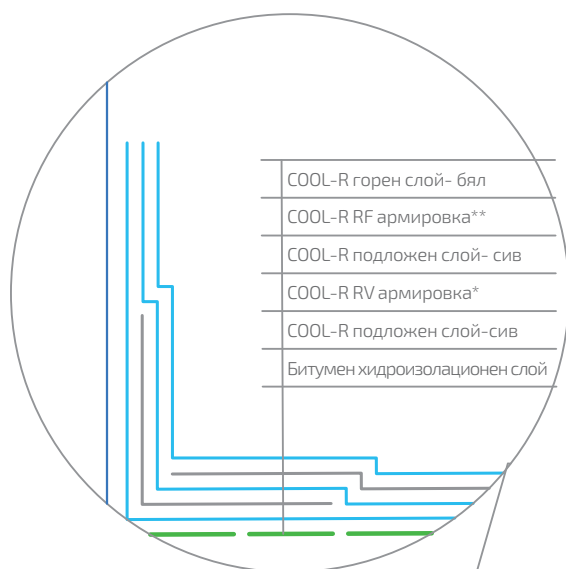 COOL-R горен слой- бял
COOL-R RF армировка**
COOL-R подложен слой- сив
COOL-R RV армировка*
COOL-R подложен слой-сив
Битумен хидроизолационен слой